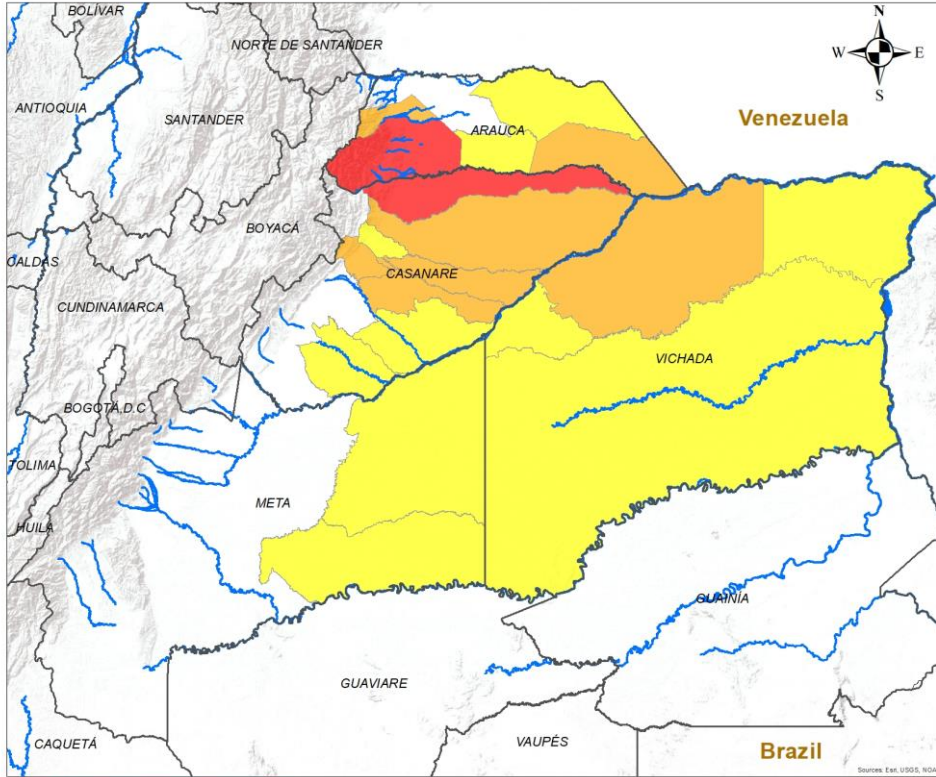 BOLÍVAR
N
NORTE DE SANTANDER
W
E
S
ANTIOQUIA
SANTANDER
Venezuela
ARAUCA
BOYACÁ
CALDAS
CASANARE
CUNDINAMARCA
VICHADA
BOGOTÁ, D.C
TOLIMA
META
HUILA
GUAINÍA
GUAVIARE
CAQUETÁ
VAUPÉS
Brazil
Sources: Esri, USGS, NOA